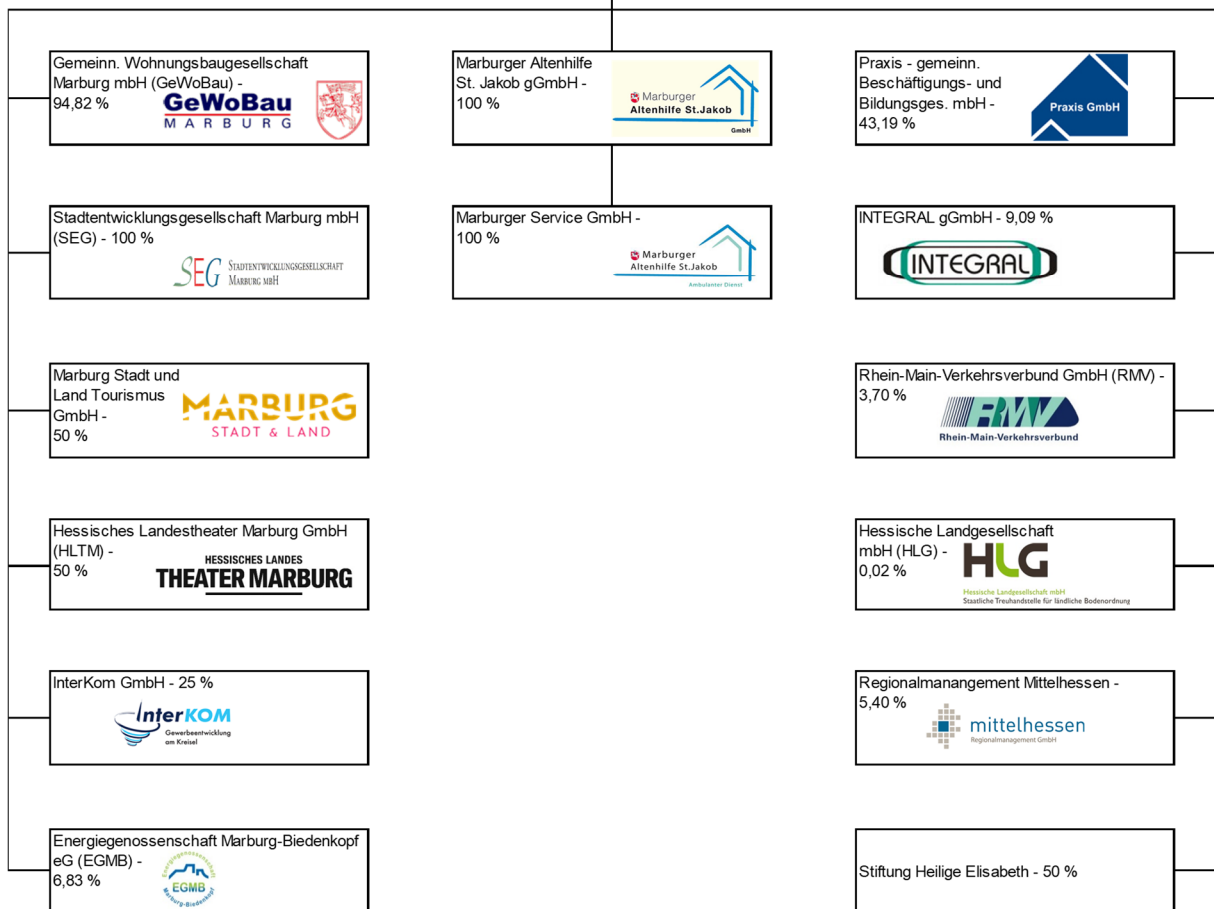 Gemeinn. Wohnungsbaugesellschaft
Marburg mbH (GeWoBau) -
94,82 %
GeWoBau
MARBURG
Marburger Altenhilfe
St. Jakob gGmbH -
100 %
Marburger
Altenhilfe St.Jakob
GmbH
Praxis - gemeinn.
Beschäftigungs- und
Bildungsges. mbH -
43,19 %
Praxis GmbH
Stadtentwicklungsgesellschaft Marburg mbH
(SEG) - 100 %
SEG STADTENTWICKLUNGSGESELLSCHAFT
MARBURG MBH
Marburger Service GmbH -
100 %
Marburger
Altenhilfe St.Jakob
Ambulanter Dienst
INTEGRAL gGmbH - 9,09 %
INTEGRAL
Marburg Stadt und
Land Tourismus
GmbH -
50 %
MARBURG
STADT & LAND
Rhein-Main-Verkehrsverbund GmbH (RMV) -
3,70 %
RMV
Rhein-Main-Verkehrsverbund
Hessisches Landestheater Marburg GmbH
(HLTM) -
50 %
HESSISCHES LANDES
THEATER MARBURG
Hessische Landgesellschaft
mbH (HLG) -
0,02 %
HLG
Hessische Landgesellschaft mbH
Staatliche Treuhandstelle für ländliche Bodenordnung
InterKom GmbH - 25 %
InterKOM
Gewerbeentwicklung
am Kreisel
Regionalmanangement Mittelhessen -
5,40 %
mittelhessen
Regionalmanagement GmbH
Energiegenossenschaft Marburg-Biedenkopf
eG (EGMB) -
6,83 %
Energiegenossenschaft
EGMB
Marburg-Biedenkopf
Stiftung Heilige Elisabeth - 50 %